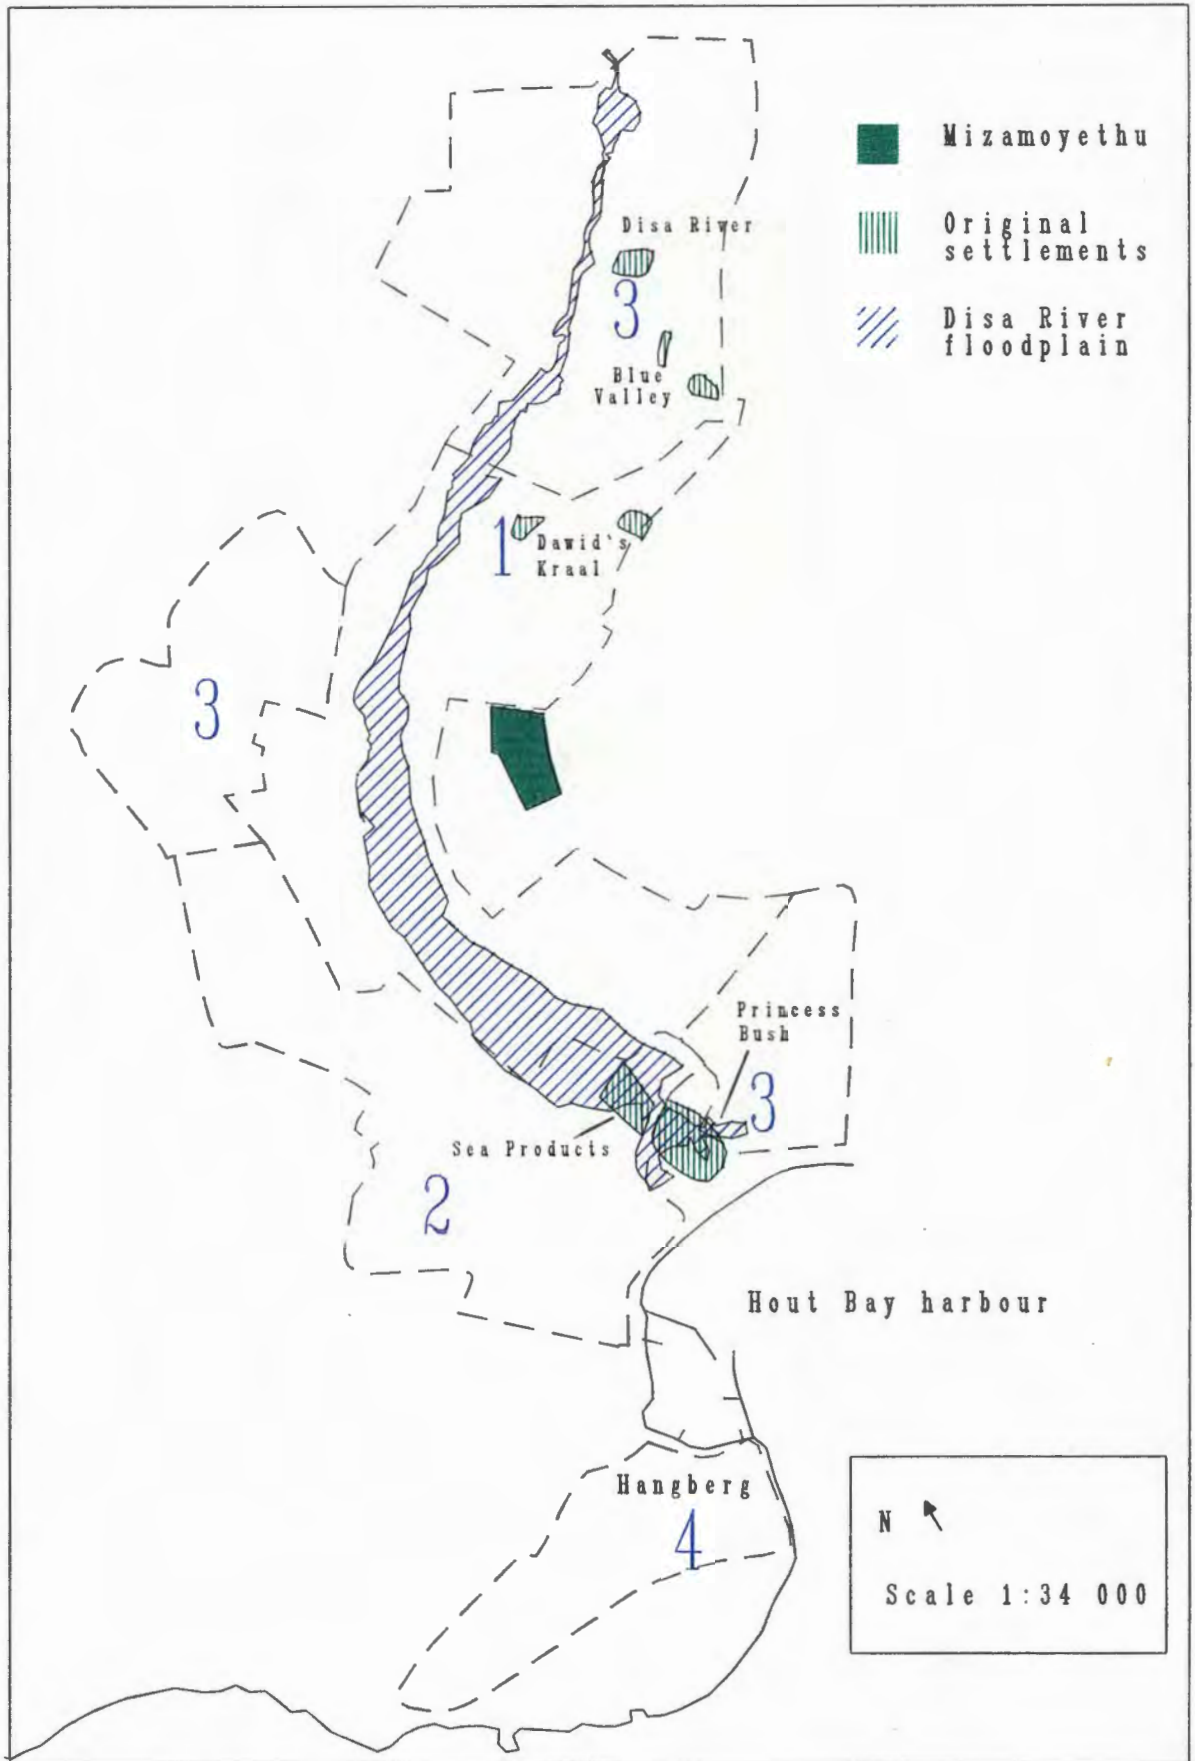 Mizamoyethu
Original
settlements
Disa River
floodplain
Disa River
3
Blue
Valley
1
Dawid's
Kraal
3
Princess
Bush
3
Sea Products
2
Hout Bay harbour
Hangberg
4
N
Scale 1:34 000